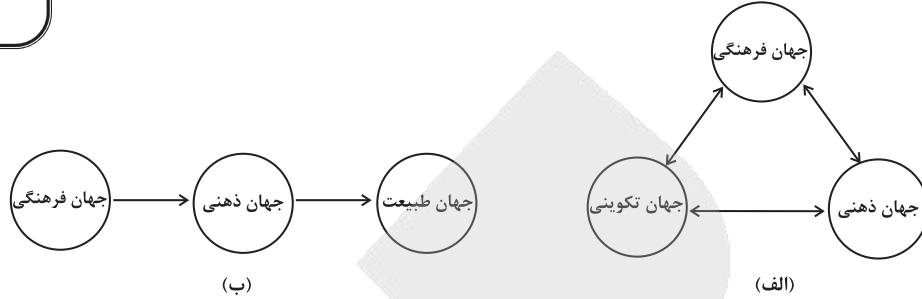 جهان فرهنگی
جهان تکوینی
جهان ذهنی
(الف)
جهان فرهنگی
جهان ذهنی
جهان طبیعت
(ب)